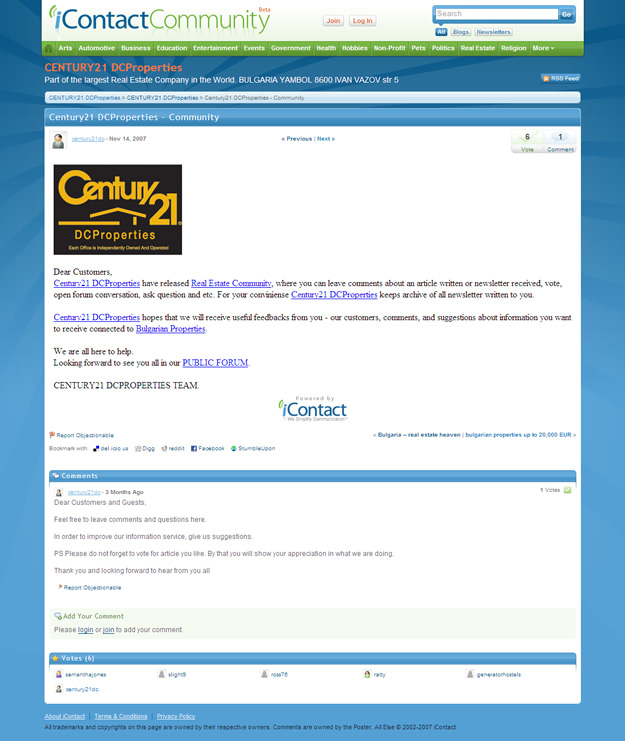 iContactCommunity Beta
Join Log In
Search Go
All Blogs Newsletters
Arts Automotive Business Education Entertainment Events Government Health Hobbies Non-Profit Pets Politics Real Estate Religion More
CENTURY21 DCProperties
Part of the largest Real Estate Company in the World. BULGARIA YAMBOL 8600 IVAN VAZOV str 5
RSS Feed
CENTURY21 DCProperties > CENTURY21 DCProperties > Century21 DCProperties - Community
Century21 DCProperties - Community
century21dc - Nov 14, 2007
« Previous | Next »
6 1
Vote Comment
Century 21
DCProperties
Each Office is Independently Owned And Operated
Dear Customers,
Century21 DCProperties have released Real Estate Community, where you can leave comments about an article written or newsletter received, vote,
open forum conversation, ask question and etc. For your conviniense Century21 DCProperties keeps archive of all newsletter written to you.
Century21 DCProperties hopes that we will receive useful feedbacks from you - our customers, comments, and suggestions about information you want
to receive connected to Bulgarian Properties.
We are all here to help.
Looking forward to see you all in our PUBLIC FORUM.
CENTURY21 DCPROPERTIES TEAM.
Powered by
iContact
We Simplify Communication
Report Objectionable
« Bulgaria – real estate heaven | bulgarian properties up to 20,000 EUR »
Bookmark with: del.icio.us Digg reddit Facebook StumbleUpon
Comments
century21dc - 3 Months Ago
1 Votes
Dear Customers and Guests,
Feel free to leave comments and questions here.
In order to improve our information service, give us suggestions.
PS Please do not forget to vote for article you like. By that you will show your appreciation in what we are doing.
Thank you and looking forward to hear from you all
Report Objectionable
Add Your Comment
Please login or join to add your comment.
Votes (6)
samanthajones slight9 ross76 ratty generatorhostels
century21dc
About iContact | Terms & Conditions | Privacy Policy
All trademarks and copyrights on this page are owned by their respective owners. Comments are owned by the Poster. All Else © 2002-2007 iContact